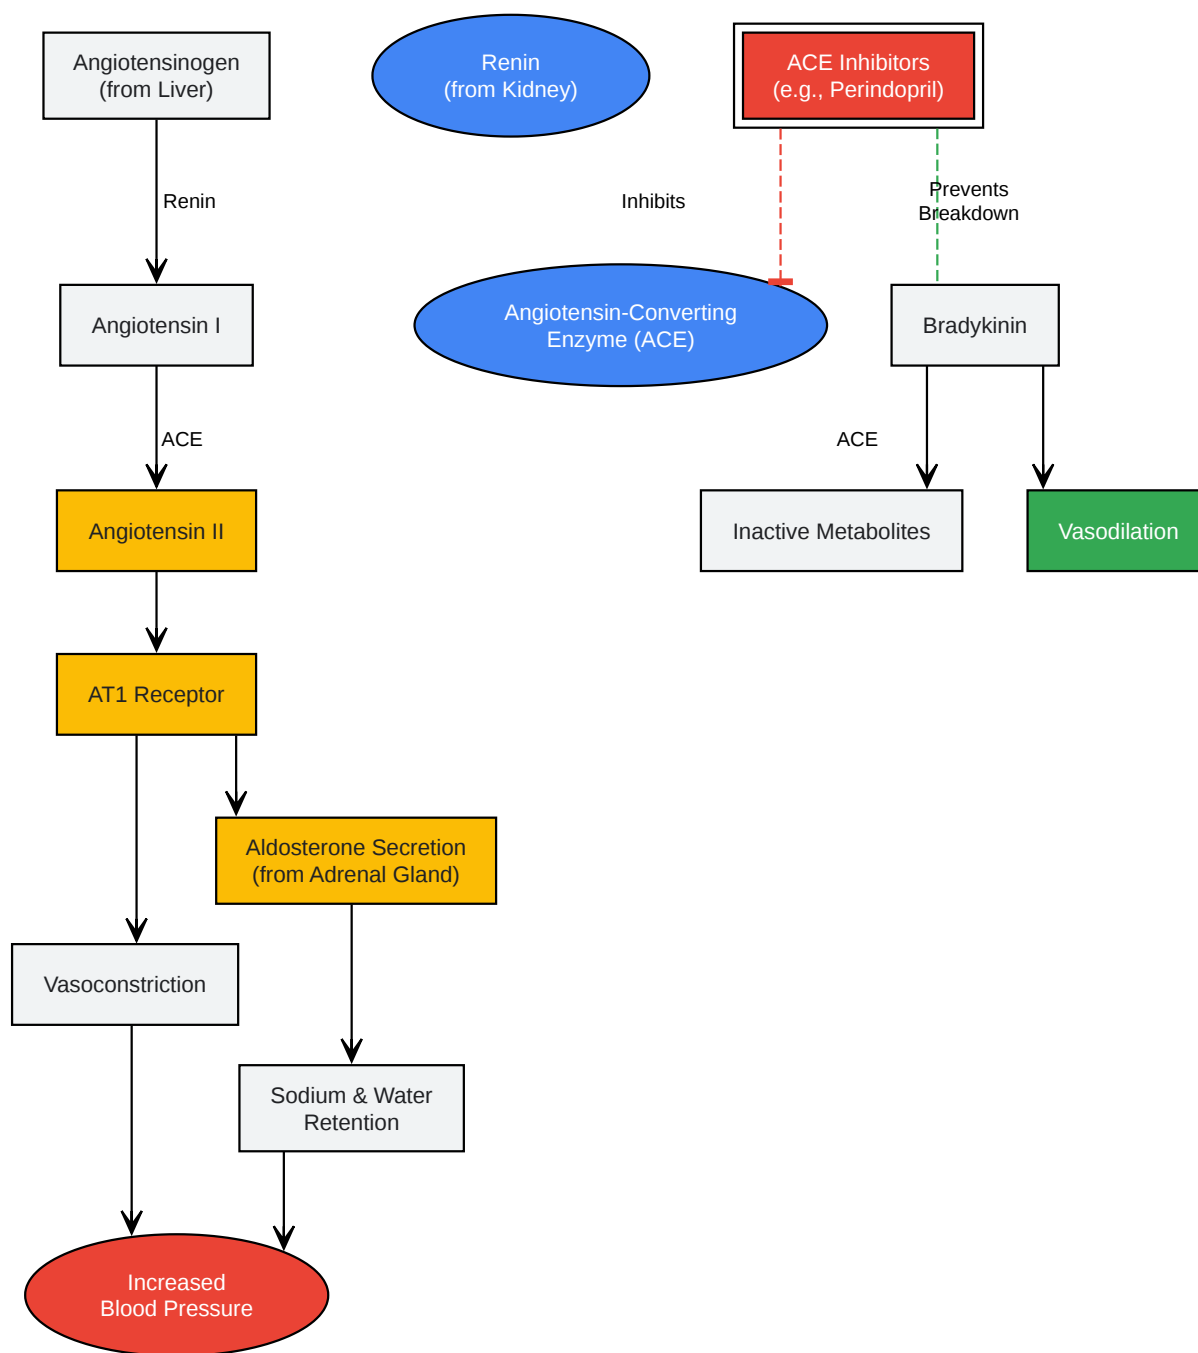 Angiotensinogen
(from Liver)
Renin
(from Kidney)
ACE Inhibitors
(e.g., Perindopril)
Renin
Inhibits
Prevents
Breakdown
Angiotensin I
Angiotensin-Converting
Enzyme (ACE)
Bradykinin
ACE
ACE
Angiotensin II
Inactive Metabolites
Vasodilation
AT1 Receptor
Aldosterone Secretion
(from Adrenal Gland)
Vasoconstriction
Sodium & Water
Retention
Increased
Blood Pressure